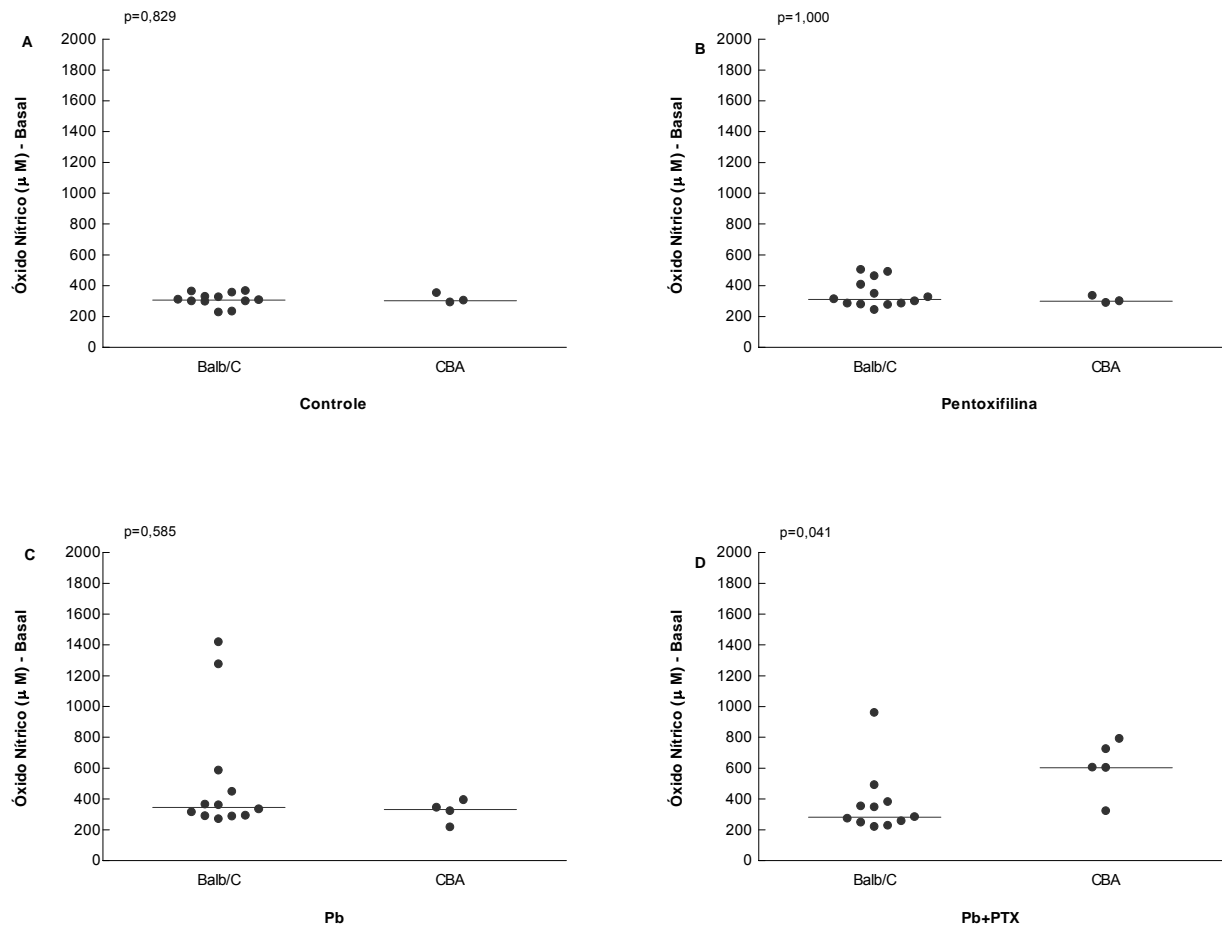 p=0,829
A
2000
1800
1600
1400
1200
1000
800
600
400
200
0
Óxido Nítrico (μ M) - Basal
Balb/C CBA
Controle
p=1,000
B
2000
1800
1600
1400
1200
1000
800
600
400
200
0
Óxido Nítrico (μ M) - Basal
Balb/C CBA
Pentoxifilina
p=0,585
C
2000
1800
1600
1400
1200
1000
800
600
400
200
0
Óxido Nítrico (μ M) - Basal
Balb/C CBA
Pb
p=0,041
D
2000
1800
1600
1400
1200
1000
800
600
400
200
0
Óxido Nítrico (μ M) - Basal
Balb/C CBA
Pb+PTX